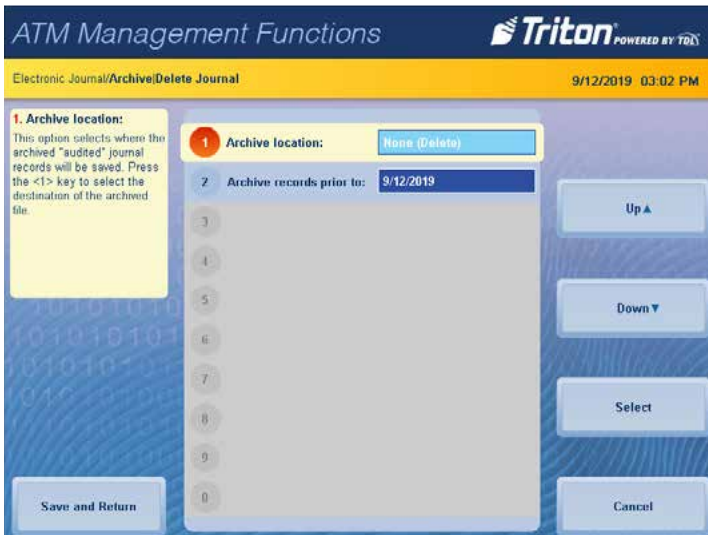 ATM Management Functions
Triton POWERED BY TDL
Electronic Journal/Archive|Delete Journal
9/12/2019 03:02 PM
1. Archive location:
This option selects where the
archived "audited" journal
records will be saved. Press
the <1> key to select the
destination of the archived
file.
1 Archive location: None (Delete)
2 Archive records prior to: 9/12/2019
3
4
5
6
7
8
9
0
Up▲
Down▼
Select
Save and Return
Cancel